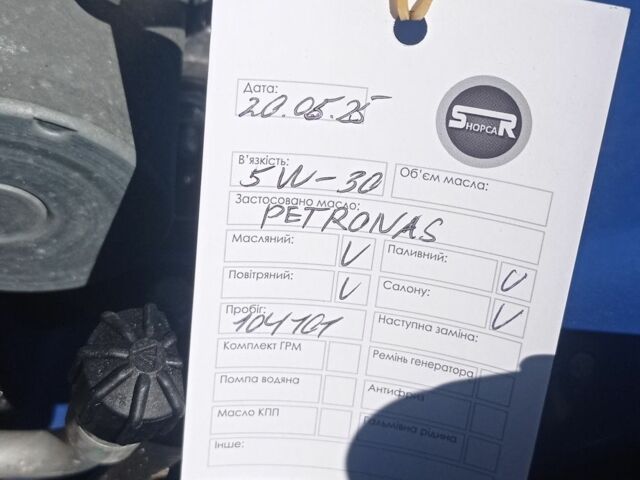 Дата:
20.05.25
SHOPCAR
В'язкість:
5W-30
Об'єм масла:
Застосовано масло:
PETRONAS
Масляний: V
Паливний: V
Повітряний: V
Салону: V
Пробіг:
104101
Наступна заміна:
Комплект ГРМ
Ремінь генератора
Помпа водяна
Антифриз
Масло КПП
Гальмівна рідина
Інше: